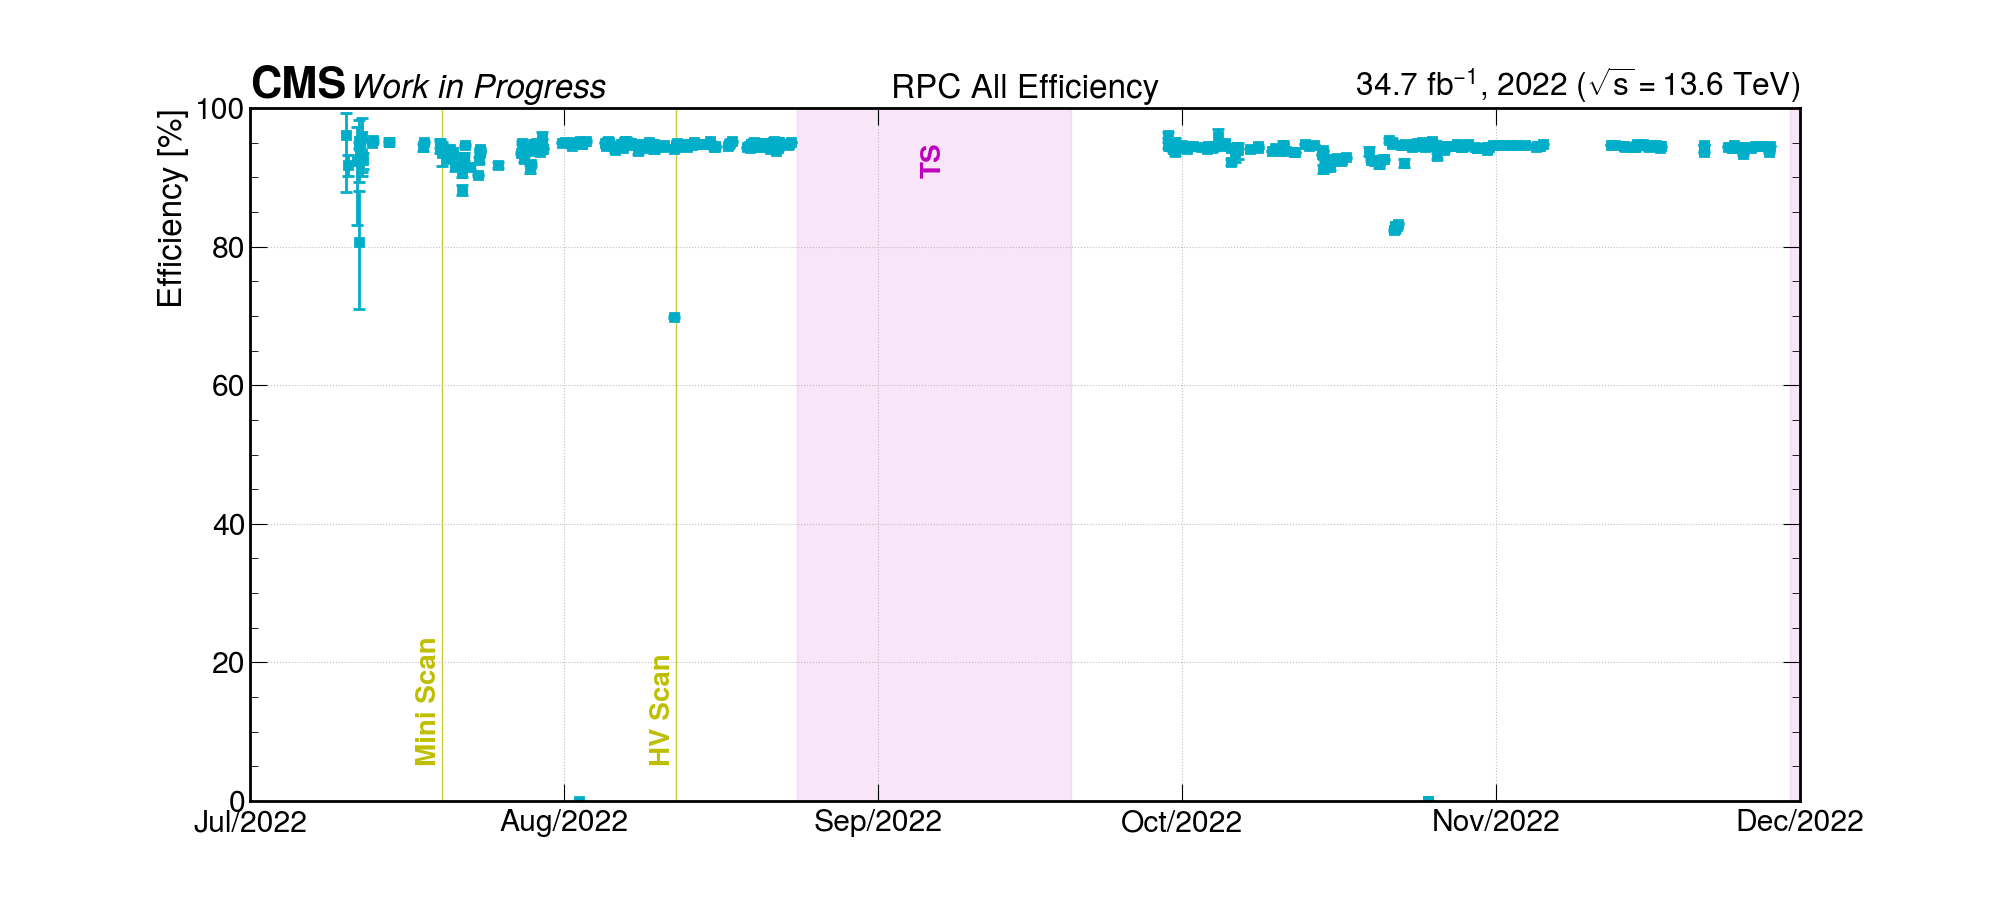 CMS Work in Progress RPC All Efficiency 34.7 fb⁻¹, 2022 (√s = 13.6 TeV)
Efficiency [%]
100
80
60
40
20
0
Mini Scan
HV Scan
TS
Jul/2022 Aug/2022 Sep/2022 Oct/2022 Nov/2022 Dec/2022